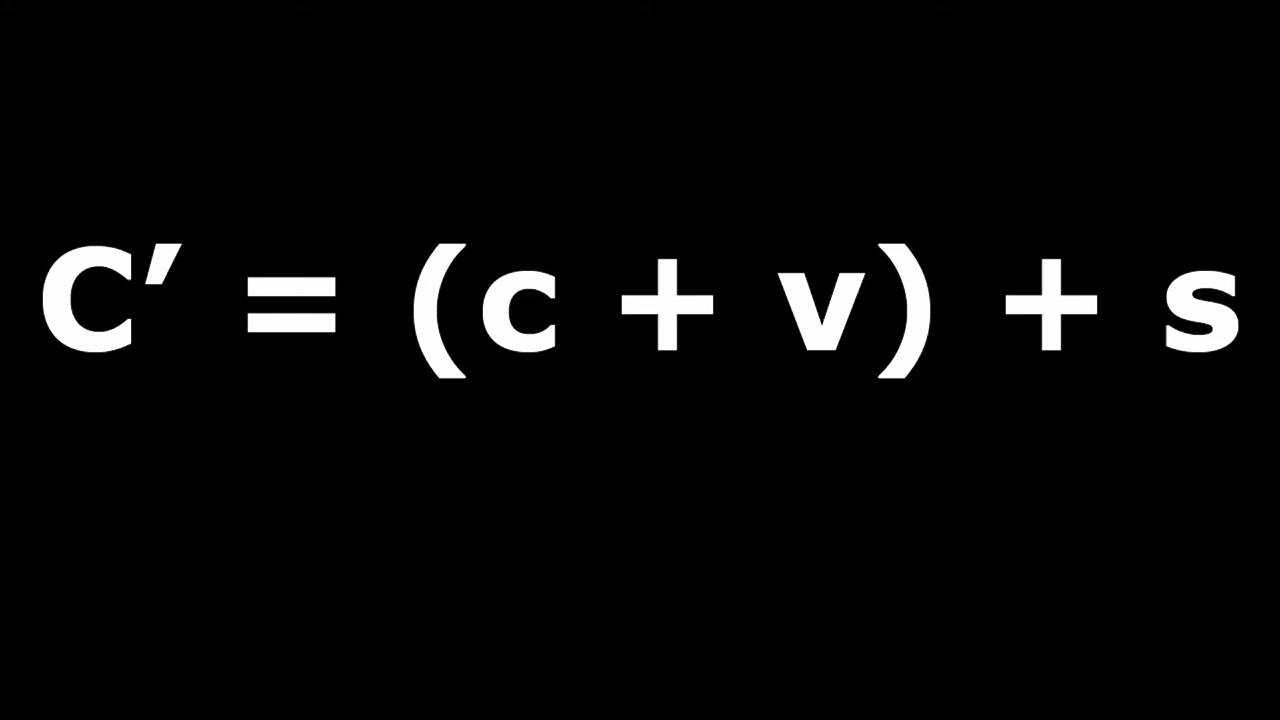 C′ = (c + v) + s